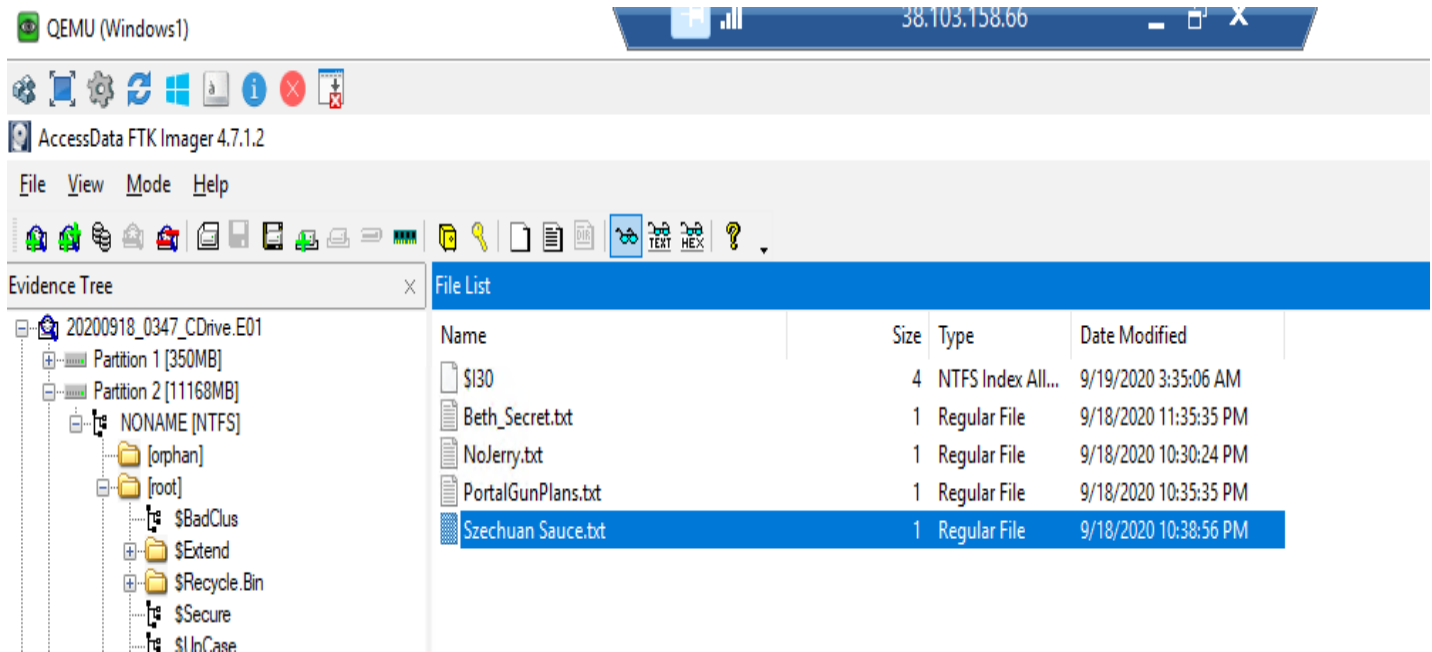 QEMU (Windows1)
38.103.158.66
AccessData FTK Imager 4.7.1.2
File View Mode Help
TEXT HEX
Evidence Tree
File List
20200918_0347_CDrive.E01
Partition 1 [350MB]
Partition 2 [11168MB]
NONAME [NTFS]
[orphan]
[root]
$BadClus
$Extend
$Recycle.Bin
$Secure
$UpCase
Name Size Type Date Modified
$I30 4 NTFS Index All... 9/19/2020 3:35:06 AM
Beth_Secret.txt 1 Regular File 9/18/2020 11:35:35 PM
NoJerry.txt 1 Regular File 9/18/2020 10:30:24 PM
PortalGunPlans.txt 1 Regular File 9/18/2020 10:35:35 PM
Szechuan Sauce.txt 1 Regular File 9/18/2020 10:38:56 PM